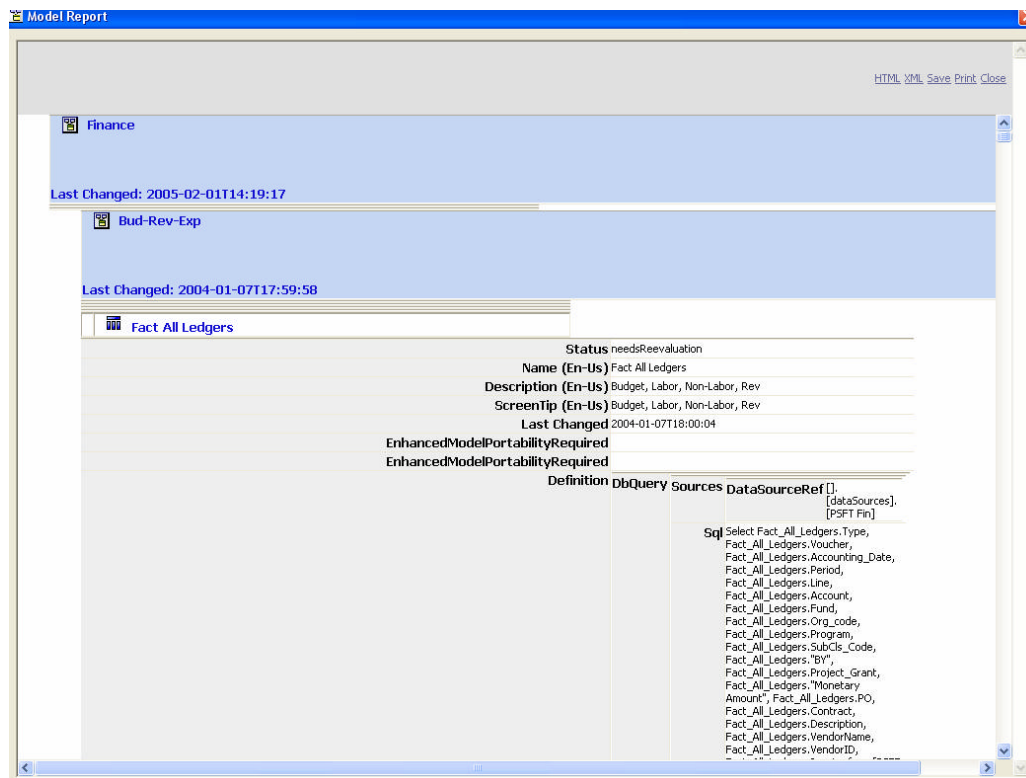 Model Report
HTML XML Save Print Close
Finance
Last Changed: 2005-02-01T14:19:17
Bud-Rev-Exp
Last Changed: 2004-01-07T17:59:58
Fact All Ledgers
Status needsReevaluation
Name (En-Us) Fact All Ledgers
Description (En-Us) Budget, Labor, Non-Labor, Rev
ScreenTip (En-Us) Budget, Labor, Non-Labor, Rev
Last Changed 2004-01-07T18:00:04
EnhancedModelPortabilityRequired
EnhancedModelPortabilityRequired
Definition DbQuery Sources DataSourceRef [].
[dataSources].
[PSFT Fin]
Sql Select Fact_All_Ledgers.Type,
Fact_All_Ledgers.Voucher,
Fact_All_Ledgers.Accounting_Date,
Fact_All_Ledgers.Period,
Fact_All_Ledgers.Line,
Fact_All_Ledgers.Account,
Fact_All_Ledgers.Fund,
Fact_All_Ledgers.Org_code,
Fact_All_Ledgers.Program,
Fact_All_Ledgers.SubCls_Code,
Fact_All_Ledgers."BY",
Fact_All_Ledgers.Project_Grant,
Fact_All_Ledgers."Monetary
Amount", Fact_All_Ledgers.PO,
Fact_All_Ledgers.Contract,
Fact_All_Ledgers.Description,
Fact_All_Ledgers.VendorName,
Fact_All_Ledgers.VendorID,